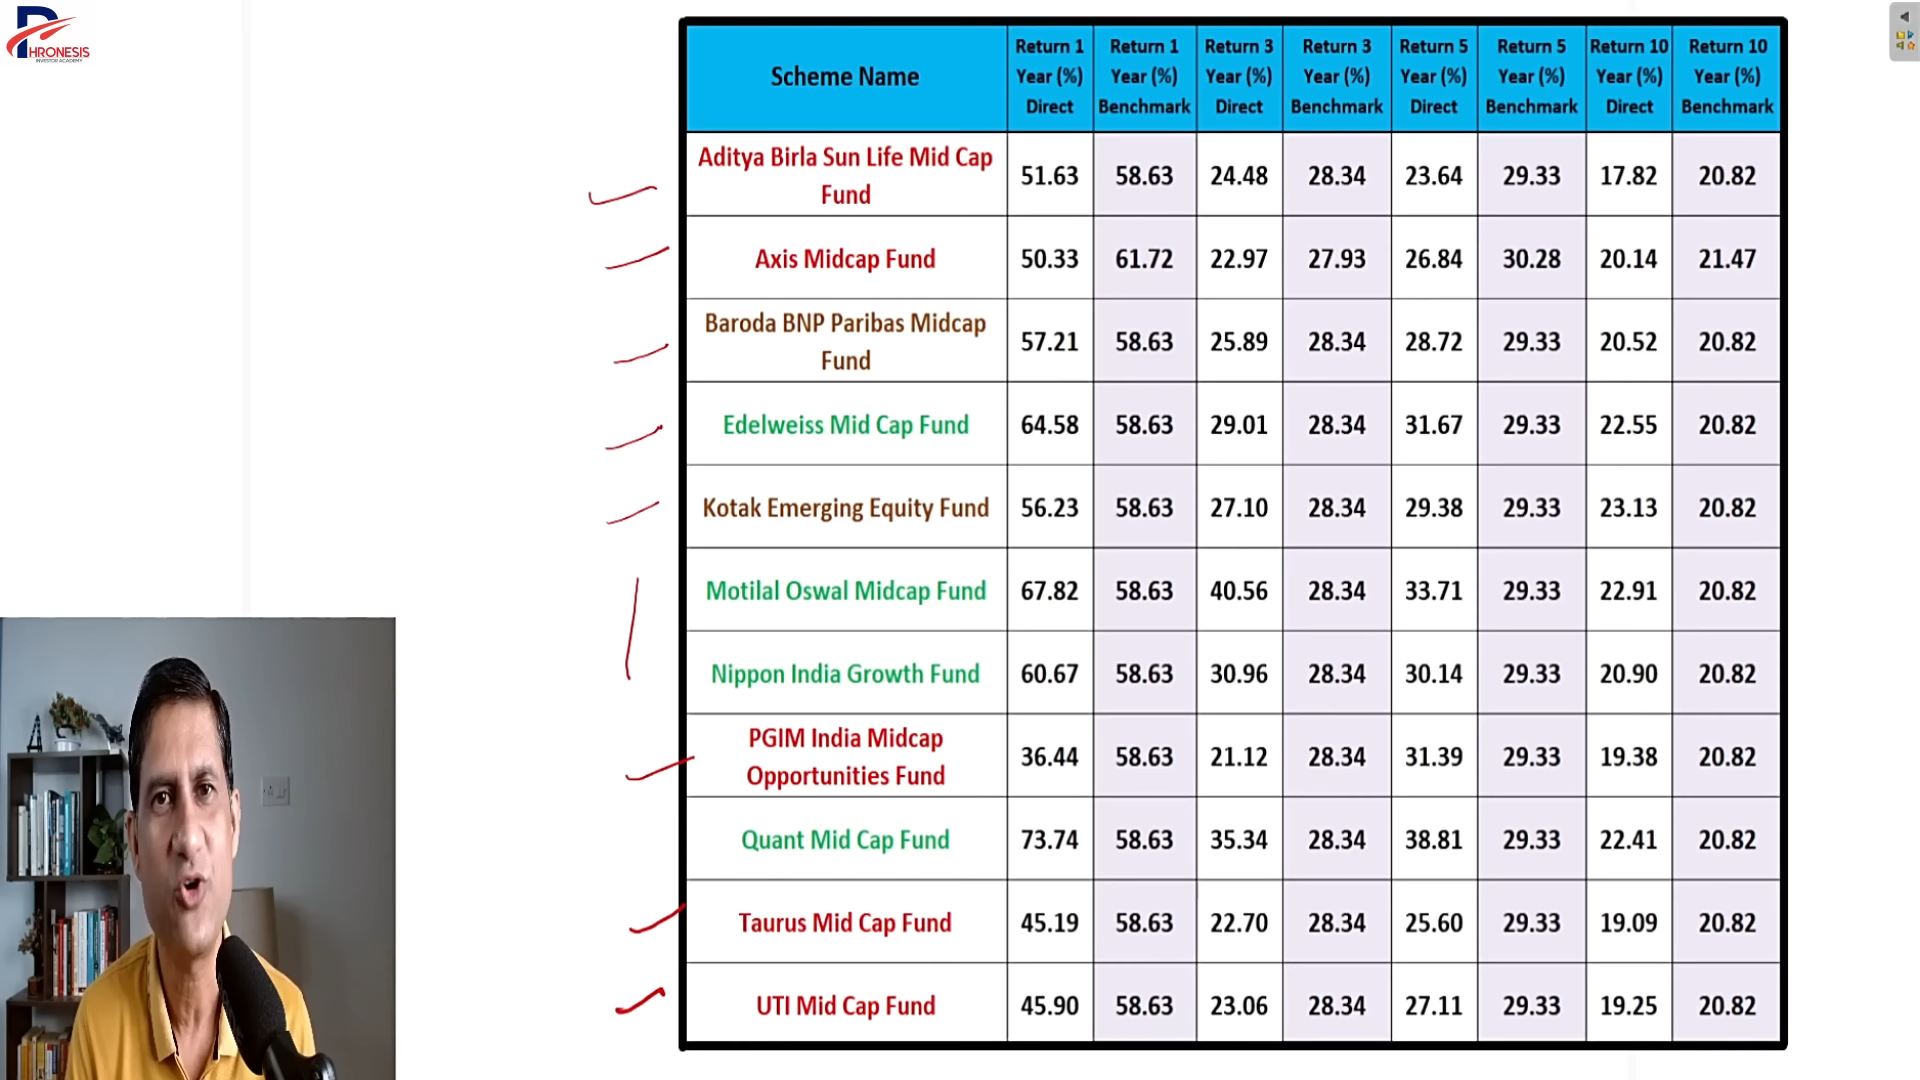 PHRONESIS
INVESTOR ACADEMY
Scheme Name
Return 1 Year (%) Direct
Return 1 Year (%) Benchmark
Return 3 Year (%) Direct
Return 3 Year (%) Benchmark
Return 5 Year (%) Direct
Return 5 Year (%) Benchmark
Return 10 Year (%) Direct
Return 10 Year (%) Benchmark
Aditya Birla Sun Life Mid Cap
Fund
51.63 58.63 24.48 28.34 23.64 29.33 17.82 20.82
Axis Midcap Fund 50.33 61.72 22.97 27.93 26.84 30.28 20.14 21.47
Baroda BNP Paribas Midcap
Fund
57.21 58.63 25.89 28.34 28.72 29.33 20.52 20.82
Edelweiss Mid Cap Fund 64.58 58.63 29.01 28.34 31.67 29.33 22.55 20.82
Kotak Emerging Equity Fund 56.23 58.63 27.10 28.34 29.38 29.33 23.13 20.82
Motilal Oswal Midcap Fund 67.82 58.63 40.56 28.34 33.71 29.33 22.91 20.82
Nippon India Growth Fund 60.67 58.63 30.96 28.34 30.14 29.33 20.90 20.82
PGIM India Midcap
Opportunities Fund
36.44 58.63 21.12 28.34 31.39 29.33 19.38 20.82
Quant Mid Cap Fund 73.74 58.63 35.34 28.34 38.81 29.33 22.41 20.82
Taurus Mid Cap Fund 45.19 58.63 22.70 28.34 25.60 29.33 19.09 20.82
UTI Mid Cap Fund 45.90 58.63 23.06 28.34 27.11 29.33 19.25 20.82